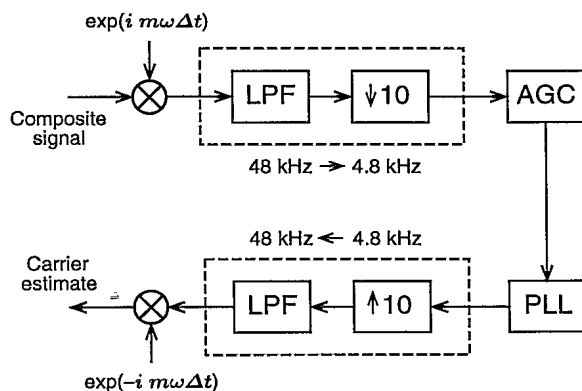 exp(i mωΔt)
Composite
signal
LPF
↓10
AGC
48 kHz → 4.8 kHz
48 kHz ← 4.8 kHz
Carrier
estimate
LPF
↑10
PLL
exp(−i mωΔt)